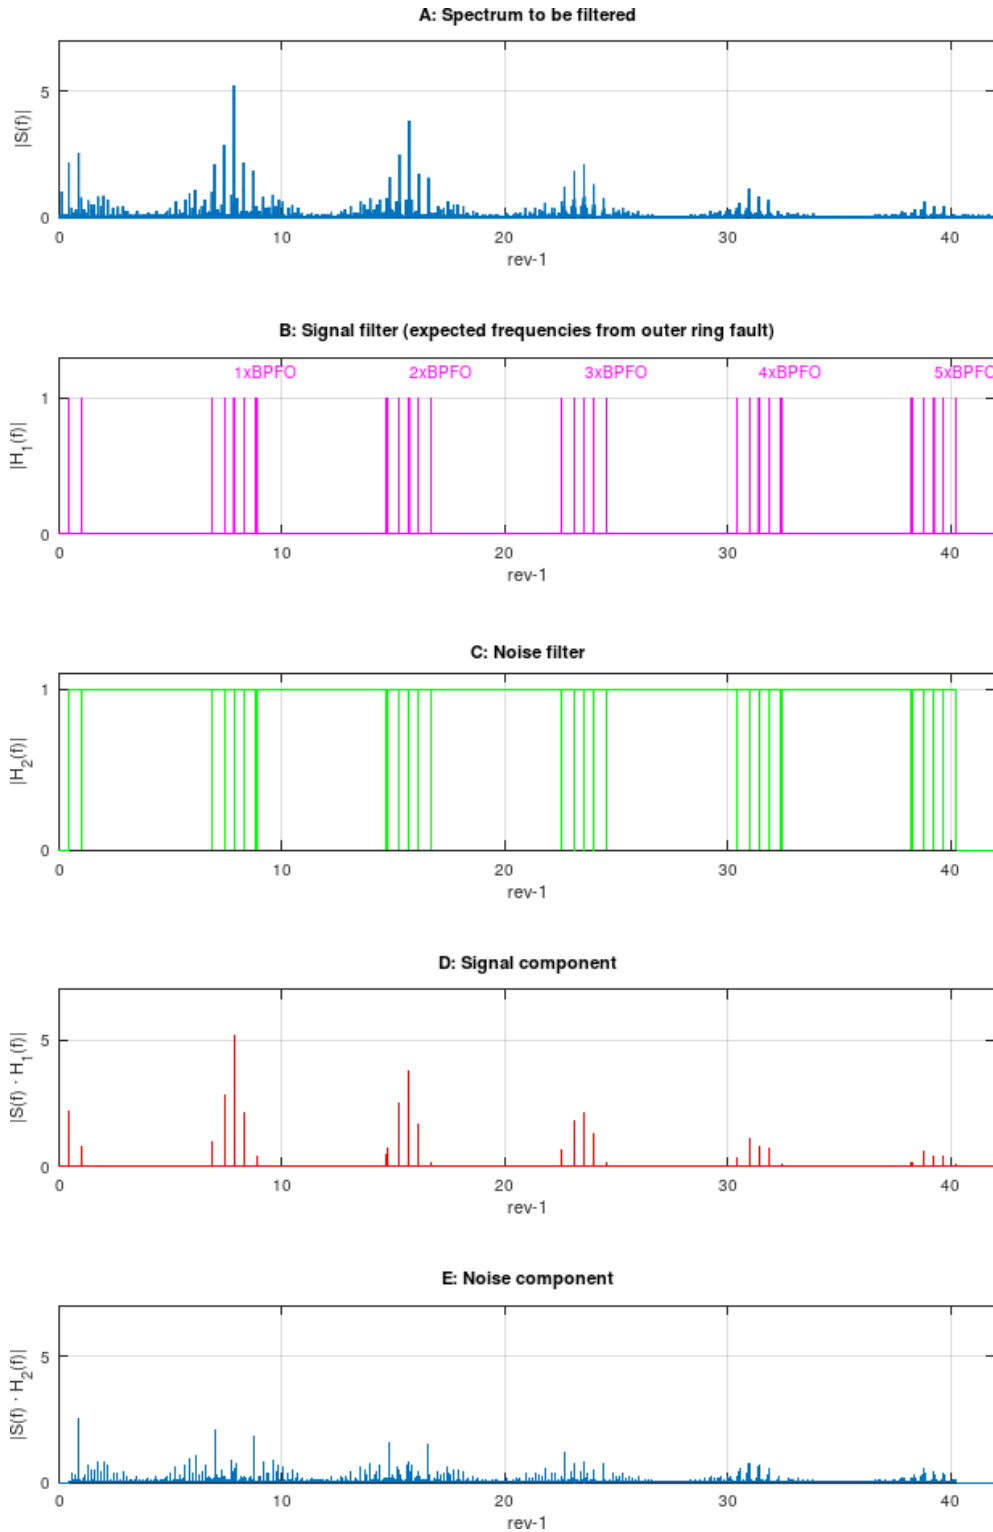 A: Spectrum to be filtered
|S(f)|
5
0
0 10 20 30 40
rev-1
B: Signal filter (expected frequencies from outer ring fault)
1xBPFO 2xBPFO 3xBPFO 4xBPFO 5xBPFO
|H1(f)|
1
0
0 10 20 30 40
rev-1
C: Noise filter
|H2(f)|
1
0
0 10 20 30 40
rev-1
D: Signal component
|S(f) · H1(f)|
5
0
0 10 20 30 40
rev-1
E: Noise component
|S(f) · H2(f)|
5
0
0 10 20 30 40
rev-1